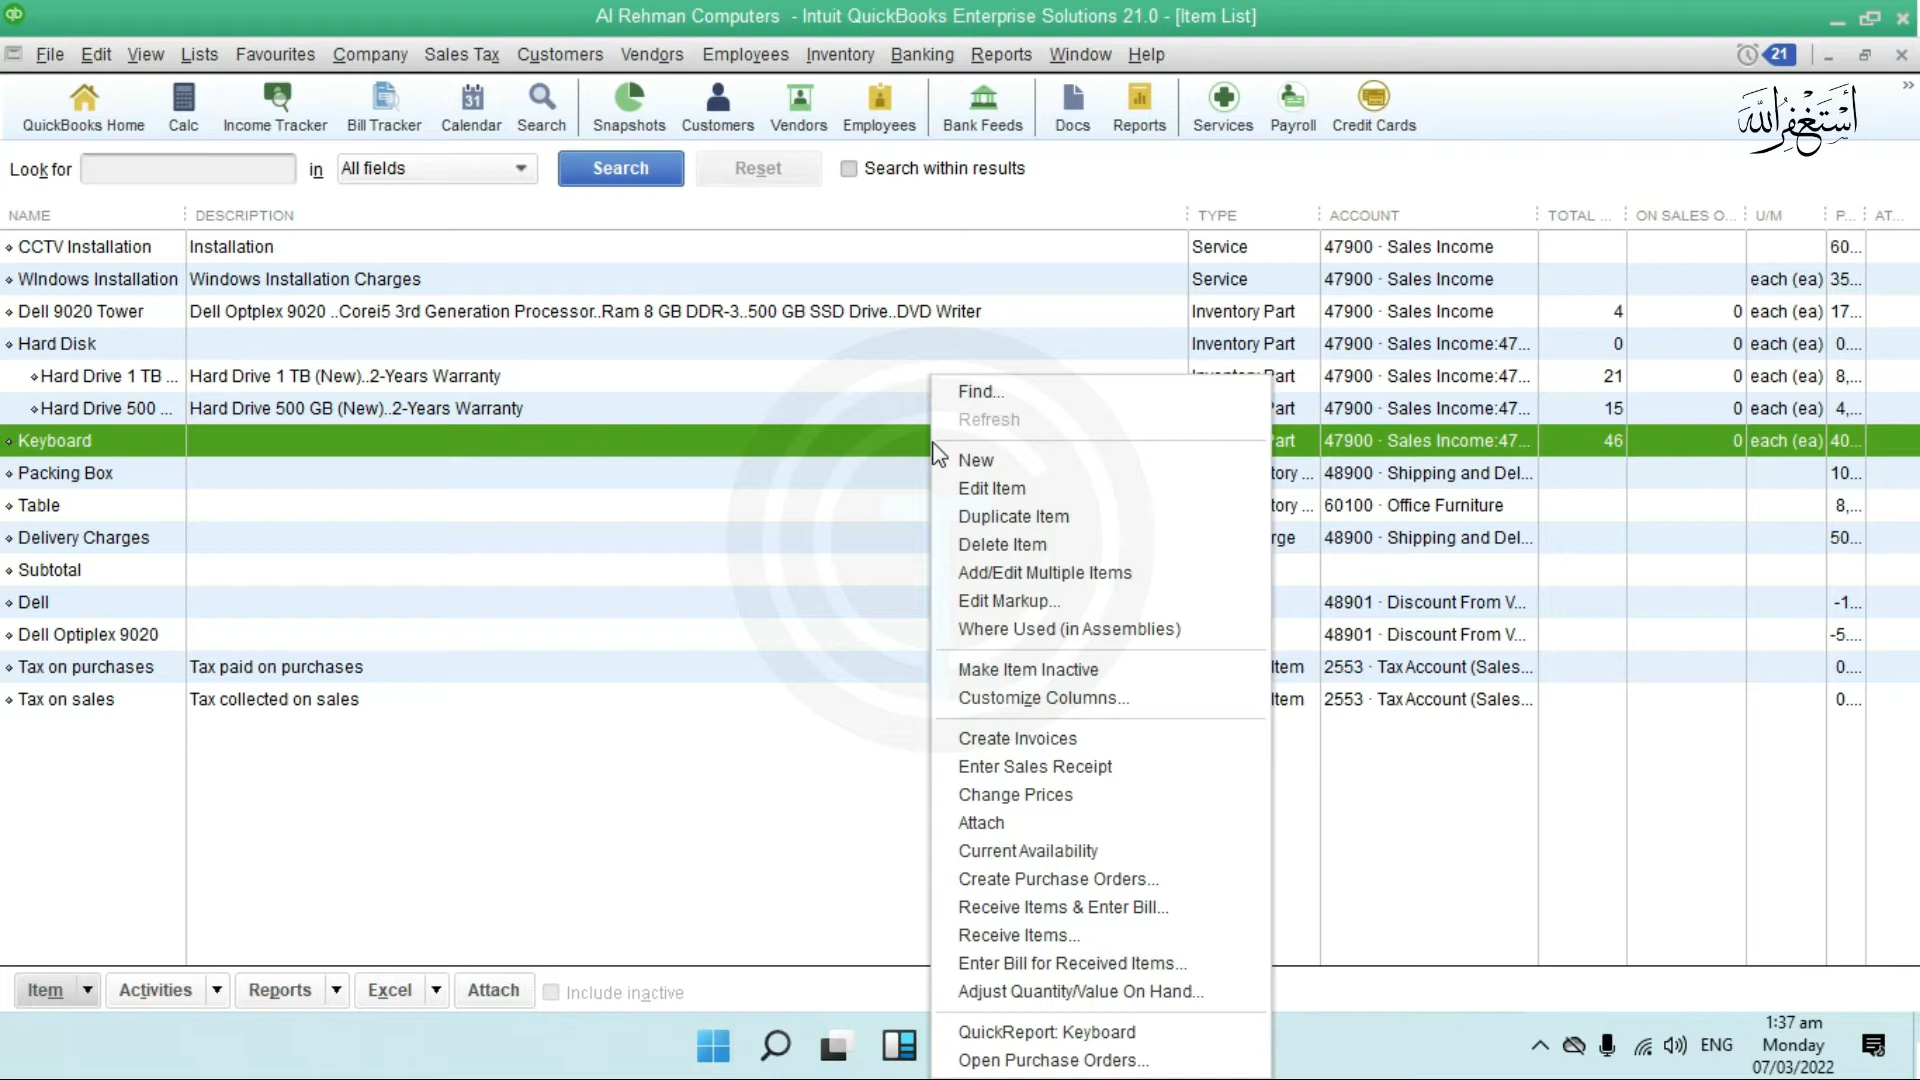 Al Rehman Computers - Intuit QuickBooks Enterprise Solutions 21.0 - [Item List]
File Edit View Lists Favourites Company Sales Tax Customers Vendors Employees Inventory Banking Reports Window Help 21
QuickBooks Home Calc Income Tracker Bill Tracker 31 Calendar Search Snapshots Customers Vendors Employees Bank Feeds Docs Reports Services Payroll Credit Cards
أستغفر الله
Look for in All fields Search Reset Search within results
NAME DESCRIPTION TYPE ACCOUNT TOTAL ... ON SALES O... U/M P... AT...
CCTV Installation Installation Service 47900 · Sales Income 60...
WIndows Installation Windows Installation Charges Service 47900 · Sales Income each (ea) 35...
Dell 9020 Tower Dell Optplex 9020 ..Corei5 3rd Generation Processor..Ram 8 GB DDR-3..500 GB SSD Drive..DVD Writer Inventory Part 47900 · Sales Income 4 0 each (ea) 17...
Hard Disk Inventory Part 47900 · Sales Income:47... 0 0 each (ea) 0....
Hard Drive 1 TB ... Hard Drive 1 TB (New)..2-Years Warranty Part 47900 · Sales Income:47... 21 0 each (ea) 8,...
Hard Drive 500 ... Hard Drive 500 GB (New)..2-Years Warranty art 47900 · Sales Income:47... 15 0 each (ea) 4,...
Keyboard art 47900 · Sales Income:47... 46 0 each (ea) 40...
Packing Box tory ... 48900 · Shipping and Del... 10...
Table tory ... 60100 · Office Furniture 8,...
Delivery Charges rge 48900 · Shipping and Del... 50...
Subtotal
Dell 48901 · Discount From V... -1...
Dell Optiplex 9020 48901 · Discount From V... -5....
Tax on purchases Tax paid on purchases Item 2553 · Tax Account (Sales... 0....
Tax on sales Tax collected on sales Item 2553 · Tax Account (Sales... 0....
Find...
Refresh
New
Edit Item
Duplicate Item
Delete Item
Add/Edit Multiple Items
Edit Markup...
Where Used (in Assemblies)
Make Item Inactive
Customize Columns...
Create Invoices
Enter Sales Receipt
Change Prices
Attach
Current Availability
Create Purchase Orders...
Receive Items & Enter Bill...
Receive Items...
Enter Bill for Received Items...
Adjust Quantity/Value On Hand...
QuickReport: Keyboard
Open Purchase Orders...
Item Activities Reports Excel Attach Include inactive
ENG
1:37 am
Monday
07/03/2022